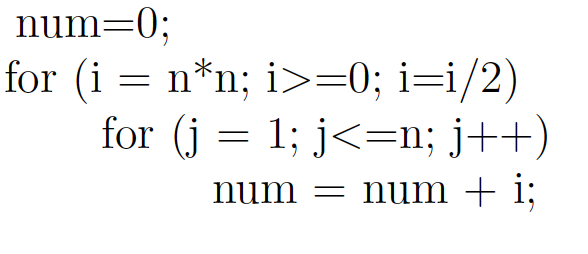 num=0;
for (i = n*n; i>=0; i=i/2)
for (j = 1; j<=n; j++)
num = num + i;